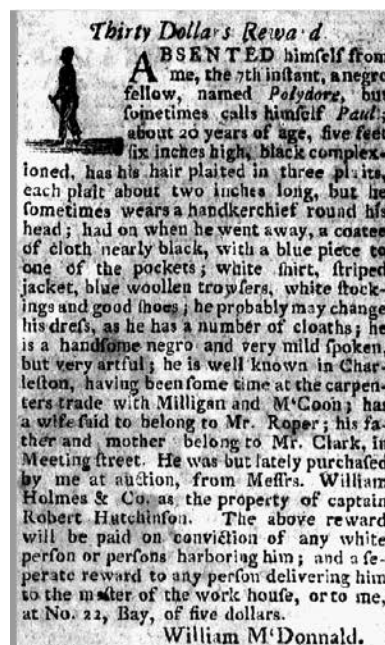 Thirty Dollars Reward
ABSENTED himſelf from
me, the 7th inſtant, a negro
fellow, named Polydore, but
ſometimes calls himſelf Paul;
about 20 years of age, five feet
ſix inches high, black complex-
ioned, has his hair plaited in three plaits,
each plait about two inches long, but he
ſometimes wears a handkerchief round his
head; had on when he went away, a coatee
of cloth nearly black, with a blue piece to
one of the pockets; white ſhirt, ſtriped
jacket, blue woollen trowſers, white ſtock-
ings and good ſhoes; he probably may change
his dreſs, as he has a number of cloaths; he
is a handſome negro and very mild ſpoken,
but very artful; he is well known in Char-
leſton, having been ſome time at the carpen-
ters trade with Milligan and M'Cooh; has
a wife ſaid to belong to Mr. Roper; his fa-
ther and mother belong to Mr. Clark, in
Meeting ſtreet. He was but lately purchaſed
by me at auction, from Meſſrs. William
Holmes & Co. as the property of captain
Robert Hutchinſon. The above reward
will be paid on conviction of any white
perſon or perſons harboring him; and a ſe-
perate reward to any perſon delivering him
to the maſter of the work houſe, or to me,
at No. 22, Bay, of five dollars.
William M'Donnald.